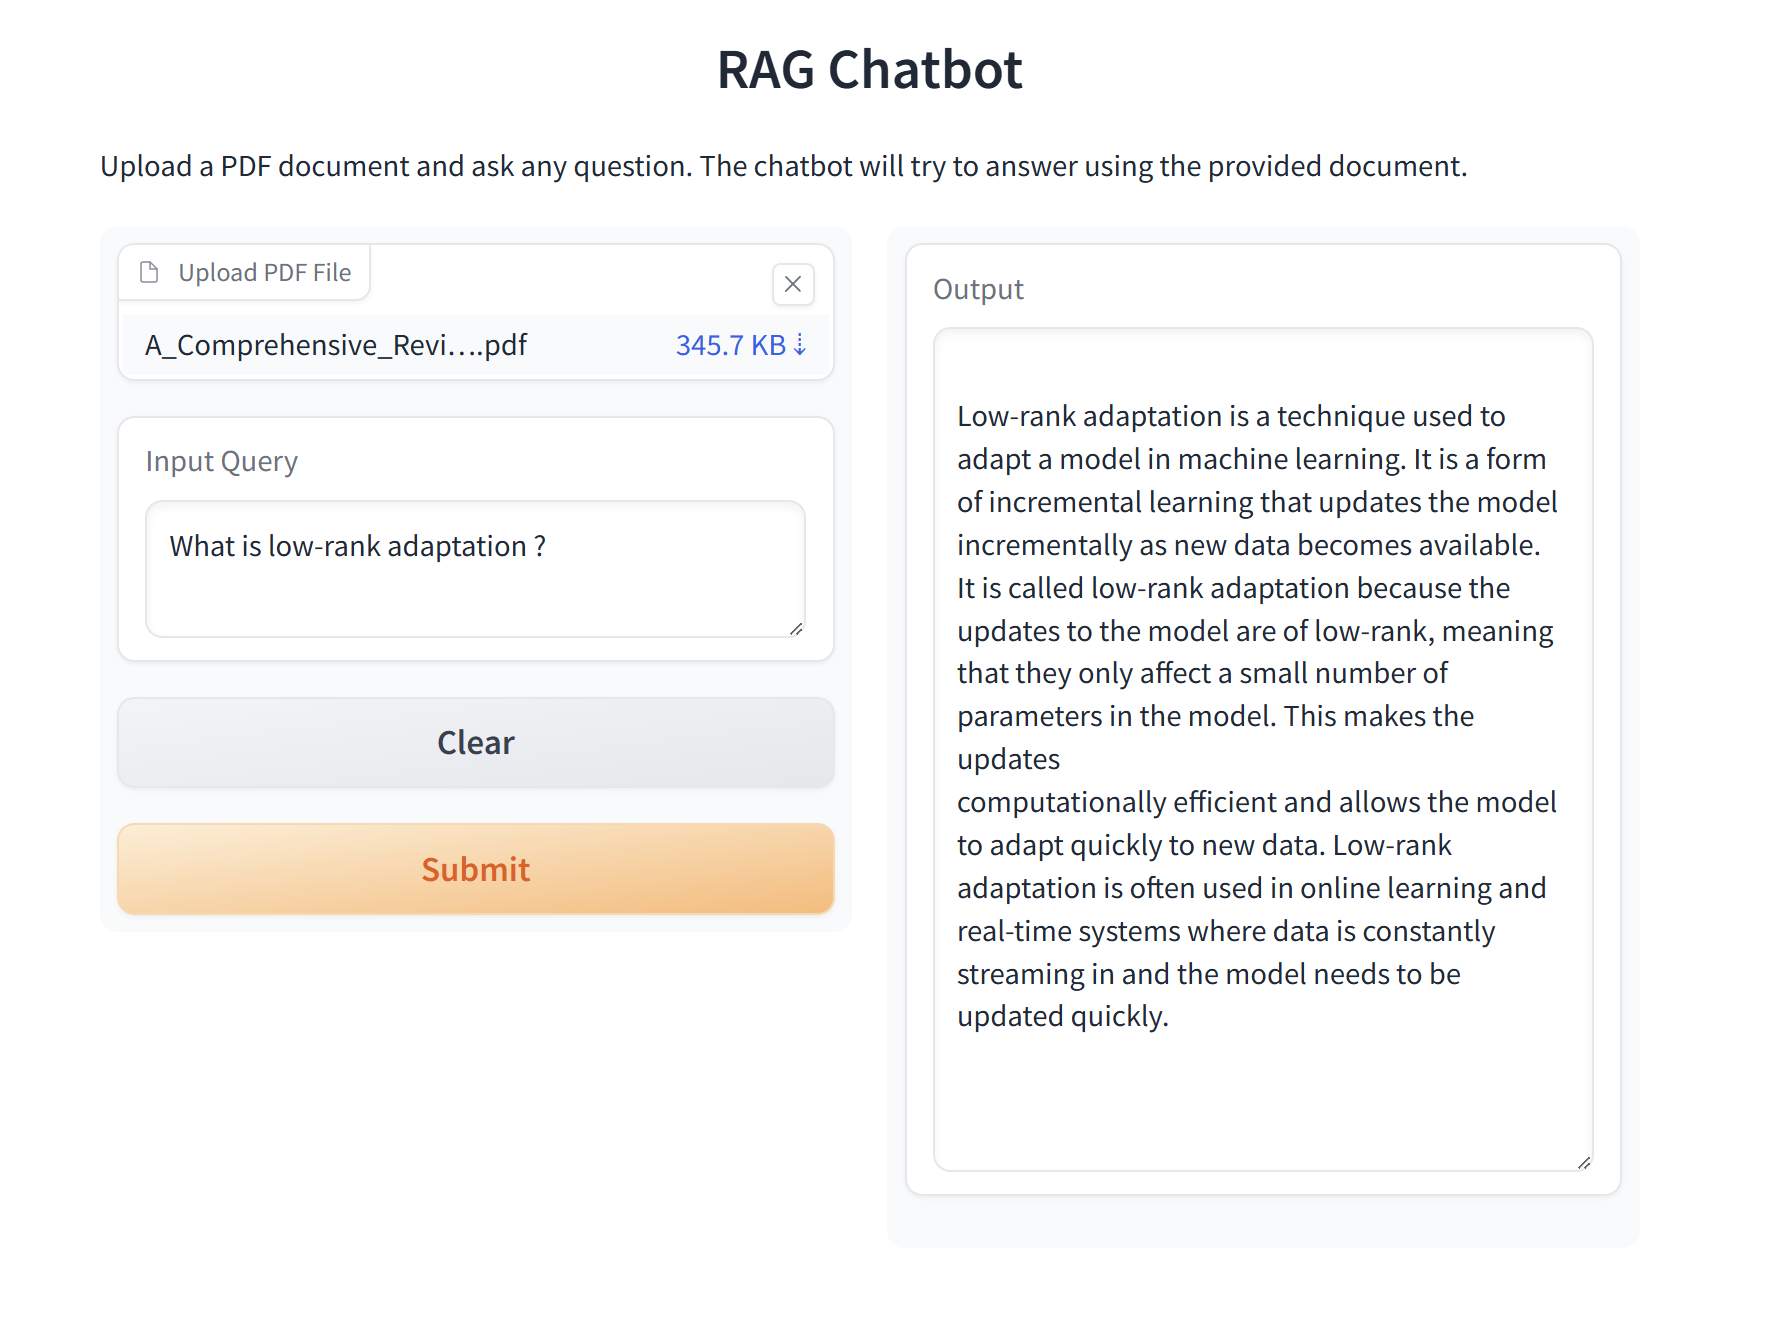 RAG Chatbot
Upload a PDF document and ask any question. The chatbot will try to answer using the provided document.
Upload PDF File
A_Comprehensive_Revi....pdf 345.7 KB ⇣
Input Query
What is low-rank adaptation ?
Clear
Submit
Output
Low-rank adaptation is a technique used to
adapt a model in machine learning. It is a form
of incremental learning that updates the model
incrementally as new data becomes available.
It is called low-rank adaptation because the
updates to the model are of low-rank, meaning
that they only affect a small number of
parameters in the model. This makes the
updates
computationally efficient and allows the model
to adapt quickly to new data. Low-rank
adaptation is often used in online learning and
real-time systems where data is constantly
streaming in and the model needs to be
updated quickly.